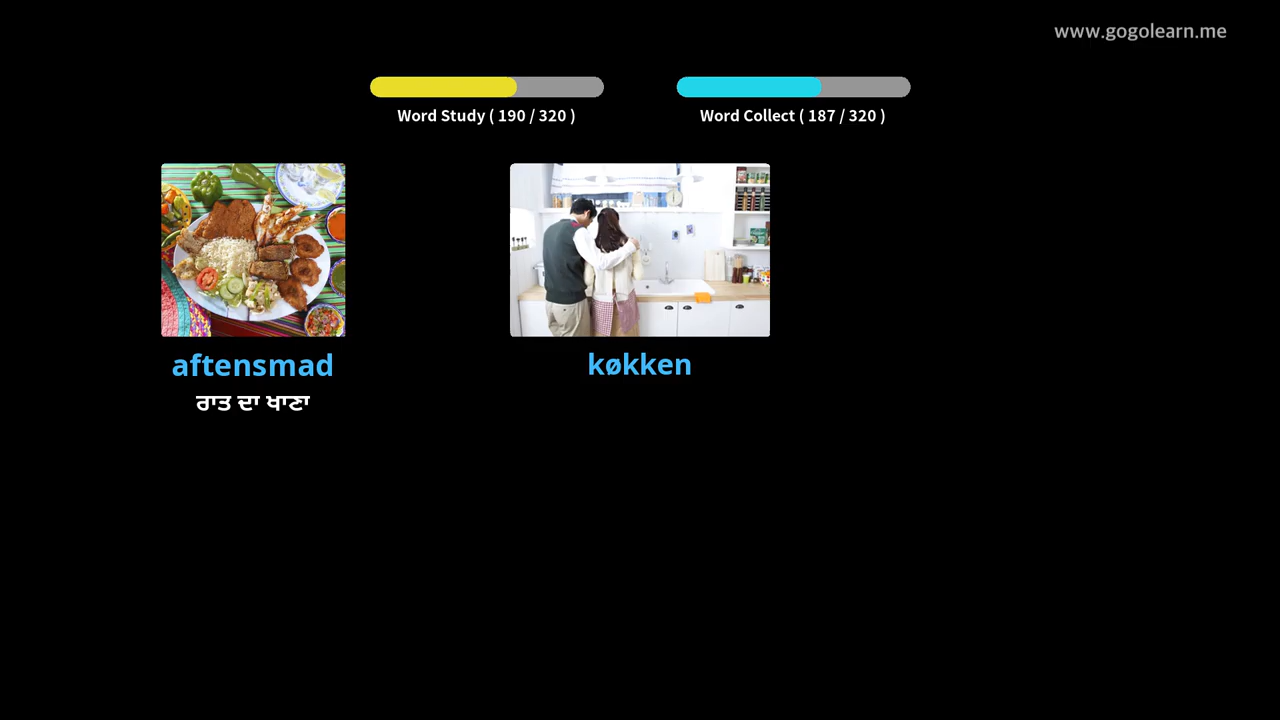 www.gogolearn.me
Word Study ( 190 / 320 )
Word Collect ( 187 / 320 )
aftensmad
køkken
ਰਾਤ ਦਾ ਖਾਣਾ